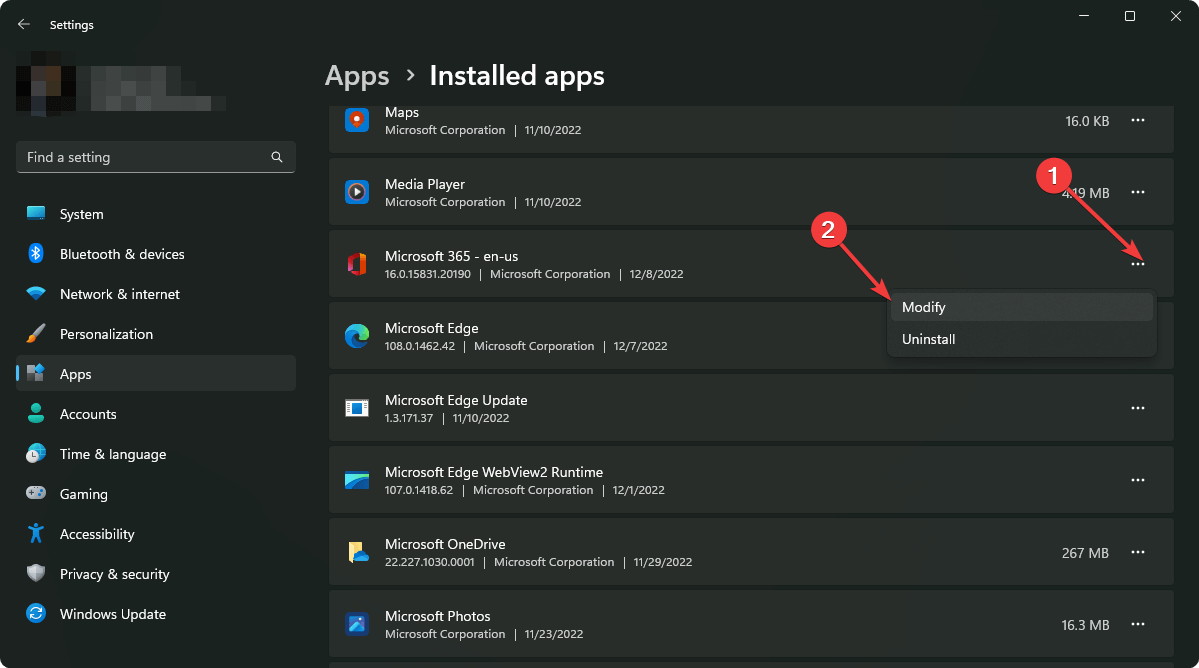 Settings
Find a setting
System
Bluetooth & devices
Network & internet
Personalization
Apps
Accounts
Time & language
Gaming
Accessibility
Privacy & security
Windows Update
Apps > Installed apps
Maps
Microsoft Corporation | 11/10/2022
16.0 KB
Media Player
Microsoft Corporation | 11/10/2022
4.19 MB
1
2
Microsoft 365 - en-us
16.0.15831.20190 | Microsoft Corporation | 12/8/2022
Modify
Uninstall
Microsoft Edge
108.0.1462.42 | Microsoft Corporation | 12/7/2022
Microsoft Edge Update
1.3.171.37 | 11/10/2022
Microsoft Edge WebView2 Runtime
107.0.1418.62 | Microsoft Corporation | 12/1/2022
Microsoft OneDrive
22.227.1030.0001 | Microsoft Corporation | 11/29/2022
267 MB
Microsoft Photos
Microsoft Corporation | 11/23/2022
16.3 MB